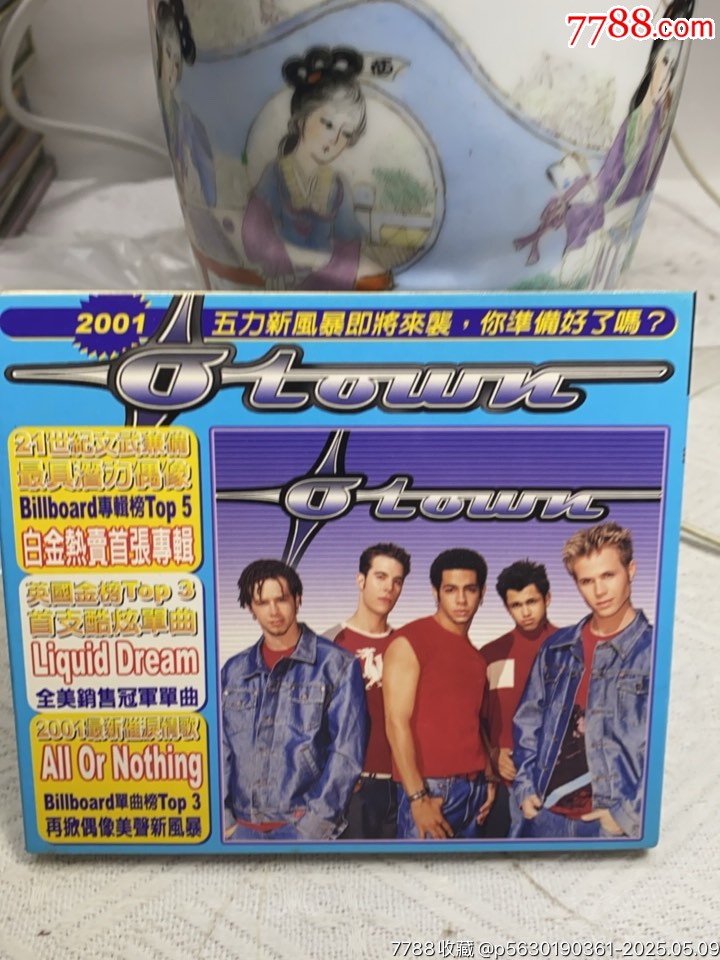 7788.com
2001 五力新風暴即將來襲，你準備好了嗎？
O town
O town
21世紀文武兼備
最具潛力偶像
Billboard專輯榜Top 5
白金熱賣首張專輯
英國金榜Top 3
首支酷炫單曲
Liquid Dream
全美銷售冠軍單曲
2001最新催淚情歌
All Or Nothing
Billboard單曲榜Top 3
再掀偶像美聲新風暴
7788收藏 @p5630190361-2025.05.09